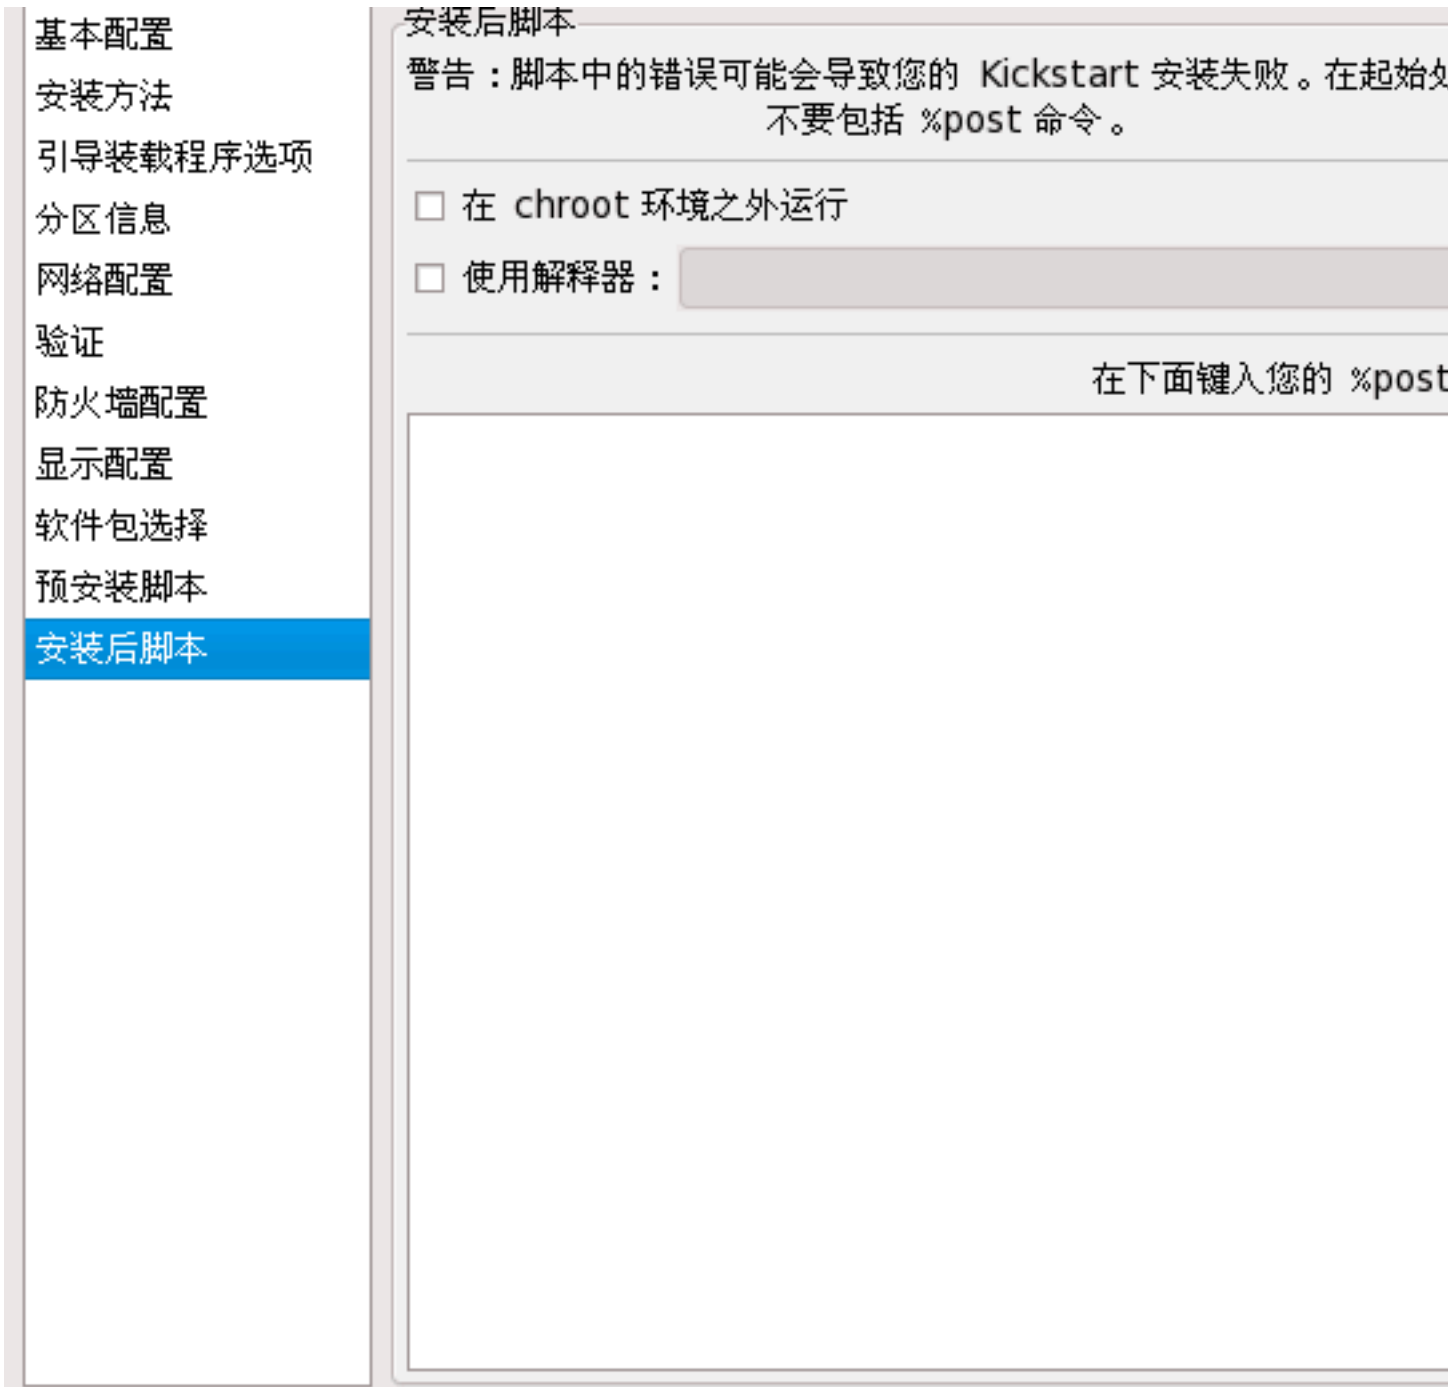 基本配置
安装方法
引导装载程序选项
分区信息
网络配置
验证
防火墙配置
显示配置
软件包选择
预安装脚本
安装后脚本
安装后脚本
警告：脚本中的错误可能会导致您的 Kickstart 安装失败。在起始处
不要包括 %post 命令。
在 chroot 环境之外运行
使用解释器：
在下面键入您的 %post